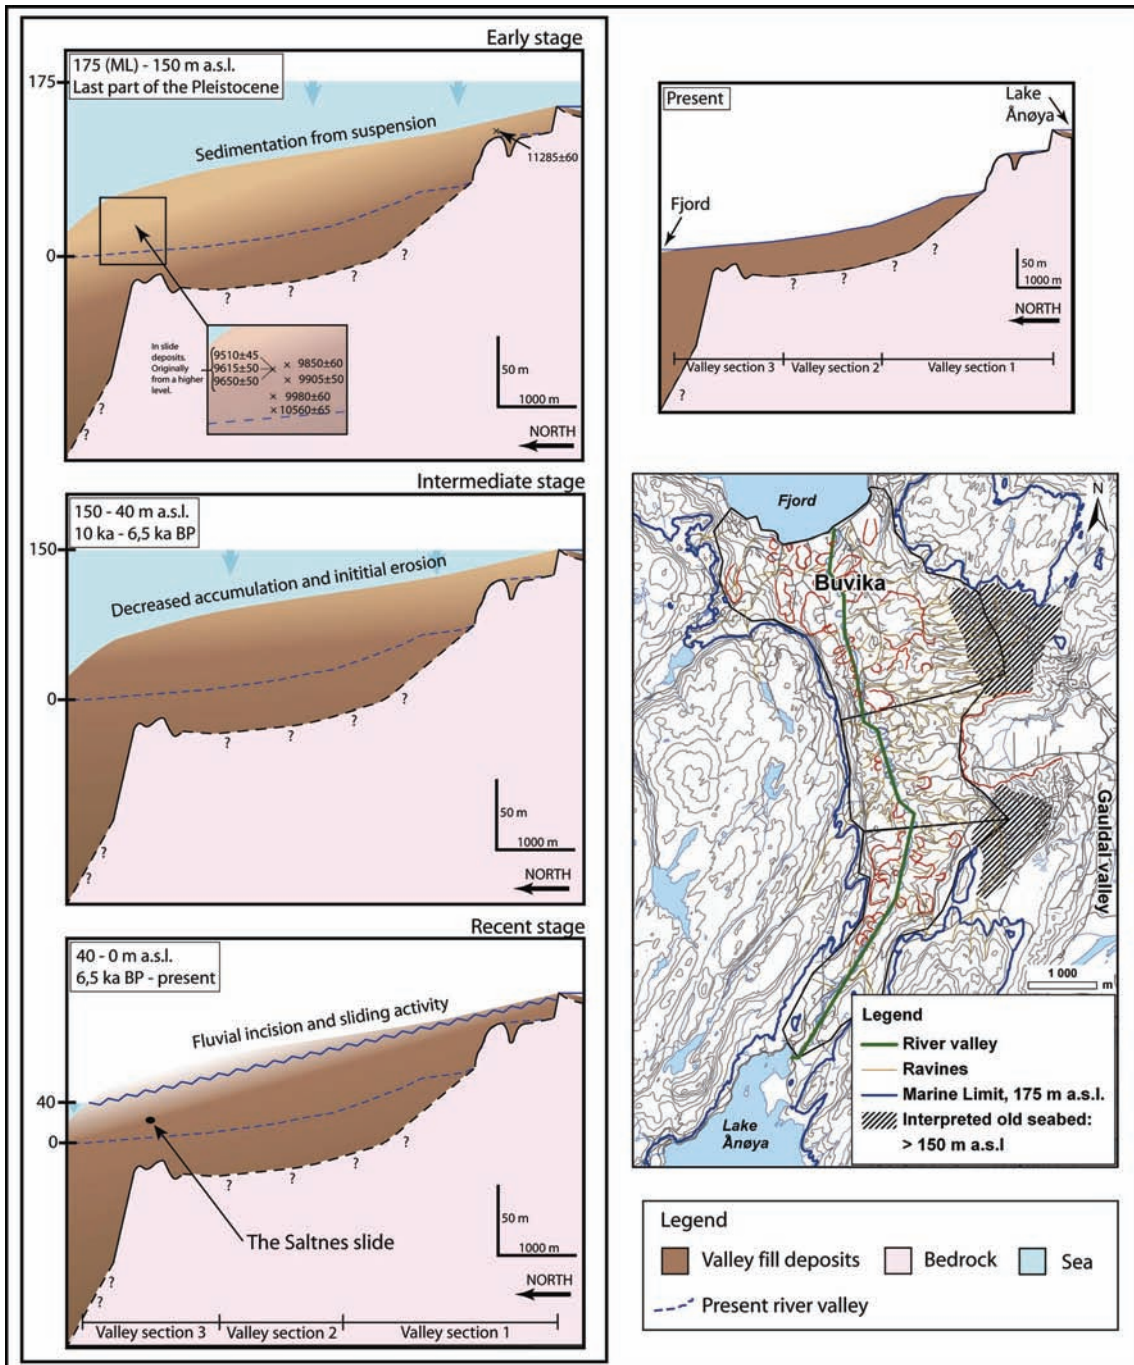 Early stage
175 (ML) - 150 m a.s.l.
Last part of the Pleistocene
175
Sedimentation from suspension
11285±60
0
?
?
?
?
?
In slide
deposits.
Originally
from a higher
level.
9510±45
9615±50
9650±50
9850±60
9905±50
9980±60
10560±65
50 m
1000 m
NORTH
Intermediate stage
150 - 40 m a.s.l.
10 ka - 6,5 ka BP
150
Decreased accumulation and inititial erosion
0
?
?
?
?
?
50 m
1000 m
NORTH
Recent stage
40 - 0 m a.s.l.
6,5 ka BP - present
Fluvial incision and sliding activity
40
0
?
?
?
?
?
The Saltnes slide
50 m
1000 m
NORTH
Valley section 3
Valley section 2
Valley section 1
Present
Lake
Ånøya
Fjord
?
?
?
?
?
50 m
1000 m
NORTH
Valley section 3
Valley section 2
Valley section 1
Fjord
N
Buvika
Gauldal valley
Lake
Ånøya
1 000
m
Legend
River valley
Ravines
Marine Limit, 175 m a.s.l.
Interpreted old seabed:
> 150 m a.s.l
Legend
Valley fill deposits
Bedrock
Sea
Present river valley